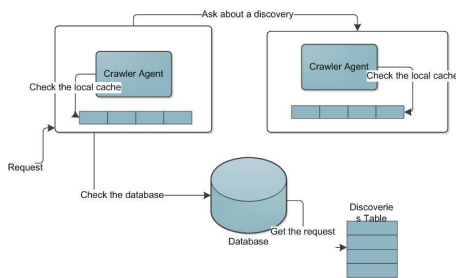 Ask about a discovery
Crawler Agent
Check the local cache
Crawler Agent
Check the local cache
Request
Check the database
Database
Get the request
Discoverie
s Table